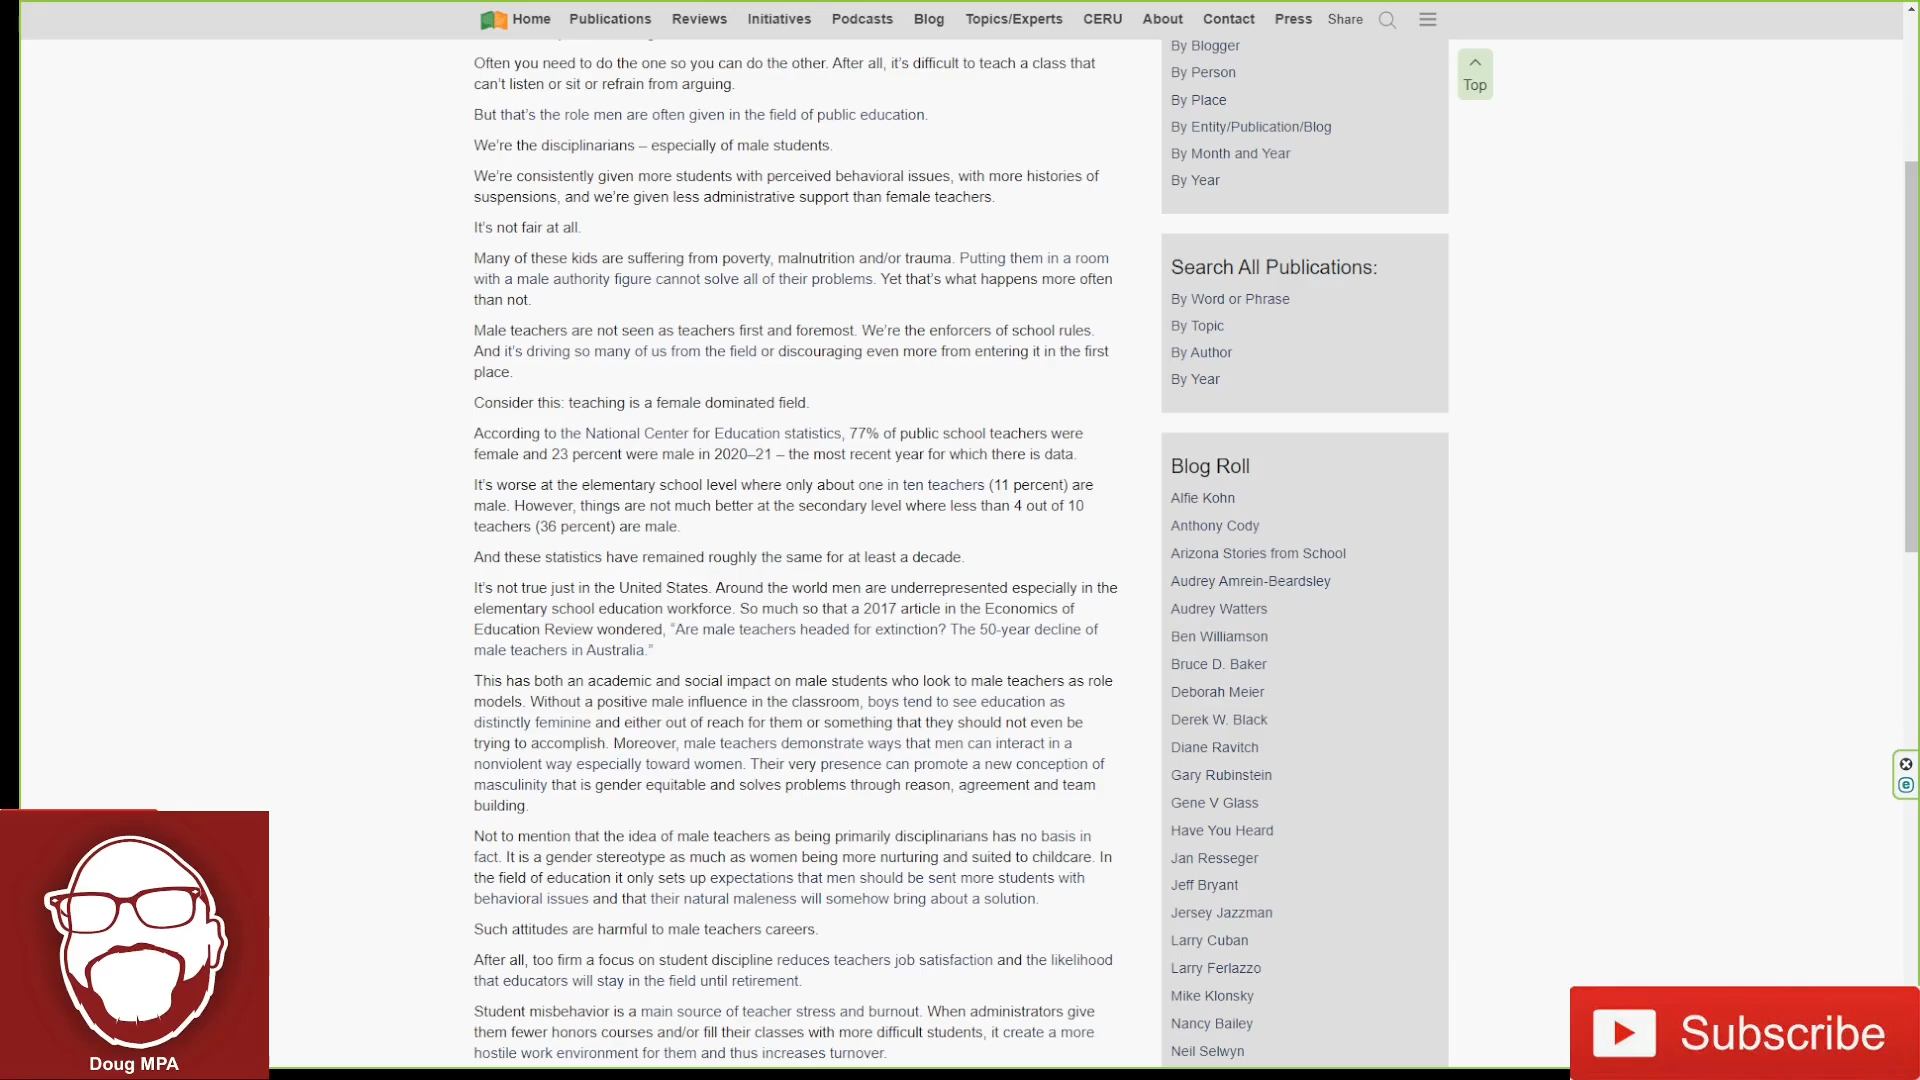 Home Publications Reviews Initiatives Podcasts Blog Topics/Experts CERU About Contact Press Share
Often you need to do the one so you can do the other. After all, it's difficult to teach a class that
can't listen or sit or refrain from arguing.
But that's the role men are often given in the field of public education.
We're the disciplinarians – especially of male students.
We're consistently given more students with perceived behavioral issues, with more histories of
suspensions, and we're given less administrative support than female teachers.
It's not fair at all.
Many of these kids are suffering from poverty, malnutrition and/or trauma. Putting them in a room
with a male authority figure cannot solve all of their problems. Yet that's what happens more often
than not.
Male teachers are not seen as teachers first and foremost. We're the enforcers of school rules.
And it's driving so many of us from the field or discouraging even more from entering it in the first
place.
Consider this: teaching is a female dominated field.
According to the National Center for Education statistics, 77% of public school teachers were
female and 23 percent were male in 2020–21 – the most recent year for which there is data.
It's worse at the elementary school level where only about one in ten teachers (11 percent) are
male. However, things are not much better at the secondary level where less than 4 out of 10
teachers (36 percent) are male.
And these statistics have remained roughly the same for at least a decade.
It's not true just in the United States. Around the world men are underrepresented especially in the
elementary school education workforce. So much so that a 2017 article in the Economics of
Education Review wondered, "Are male teachers headed for extinction? The 50-year decline of
male teachers in Australia."
This has both an academic and social impact on male students who look to male teachers as role
models. Without a positive male influence in the classroom, boys tend to see education as
distinctly feminine and either out of reach for them or something that they should not even be
trying to accomplish. Moreover, male teachers demonstrate ways that men can interact in a
nonviolent way especially toward women. Their very presence can promote a new conception of
masculinity that is gender equitable and solves problems through reason, agreement and team
building.
Not to mention that the idea of male teachers as being primarily disciplinarians has no basis in
fact. It is a gender stereotype as much as women being more nurturing and suited to childcare. In
the field of education it only sets up expectations that men should be sent more students with
behavioral issues and that their natural maleness will somehow bring about a solution.
Such attitudes are harmful to male teachers careers.
After all, too firm a focus on student discipline reduces teachers job satisfaction and the likelihood
that educators will stay in the field until retirement.
Student misbehavior is a main source of teacher stress and burnout. When administrators give
them fewer honors courses and/or fill their classes with more difficult students, it create a more
hostile work environment for them and thus increases turnover.
By Blogger
By Person
By Place
By Entity/Publication/Blog
By Month and Year
By Year
Search All Publications:
By Word or Phrase
By Topic
By Author
By Year
Blog Roll
Alfie Kohn
Anthony Cody
Arizona Stories from School
Audrey Amrein-Beardsley
Audrey Watters
Ben Williamson
Bruce D. Baker
Deborah Meier
Derek W. Black
Diane Ravitch
Gary Rubinstein
Gene V Glass
Have You Heard
Jan Resseger
Jeff Bryant
Jersey Jazzman
Larry Cuban
Larry Ferlazzo
Mike Klonsky
Nancy Bailey
Neil Selwyn
Top
Doug MPA
Subscribe